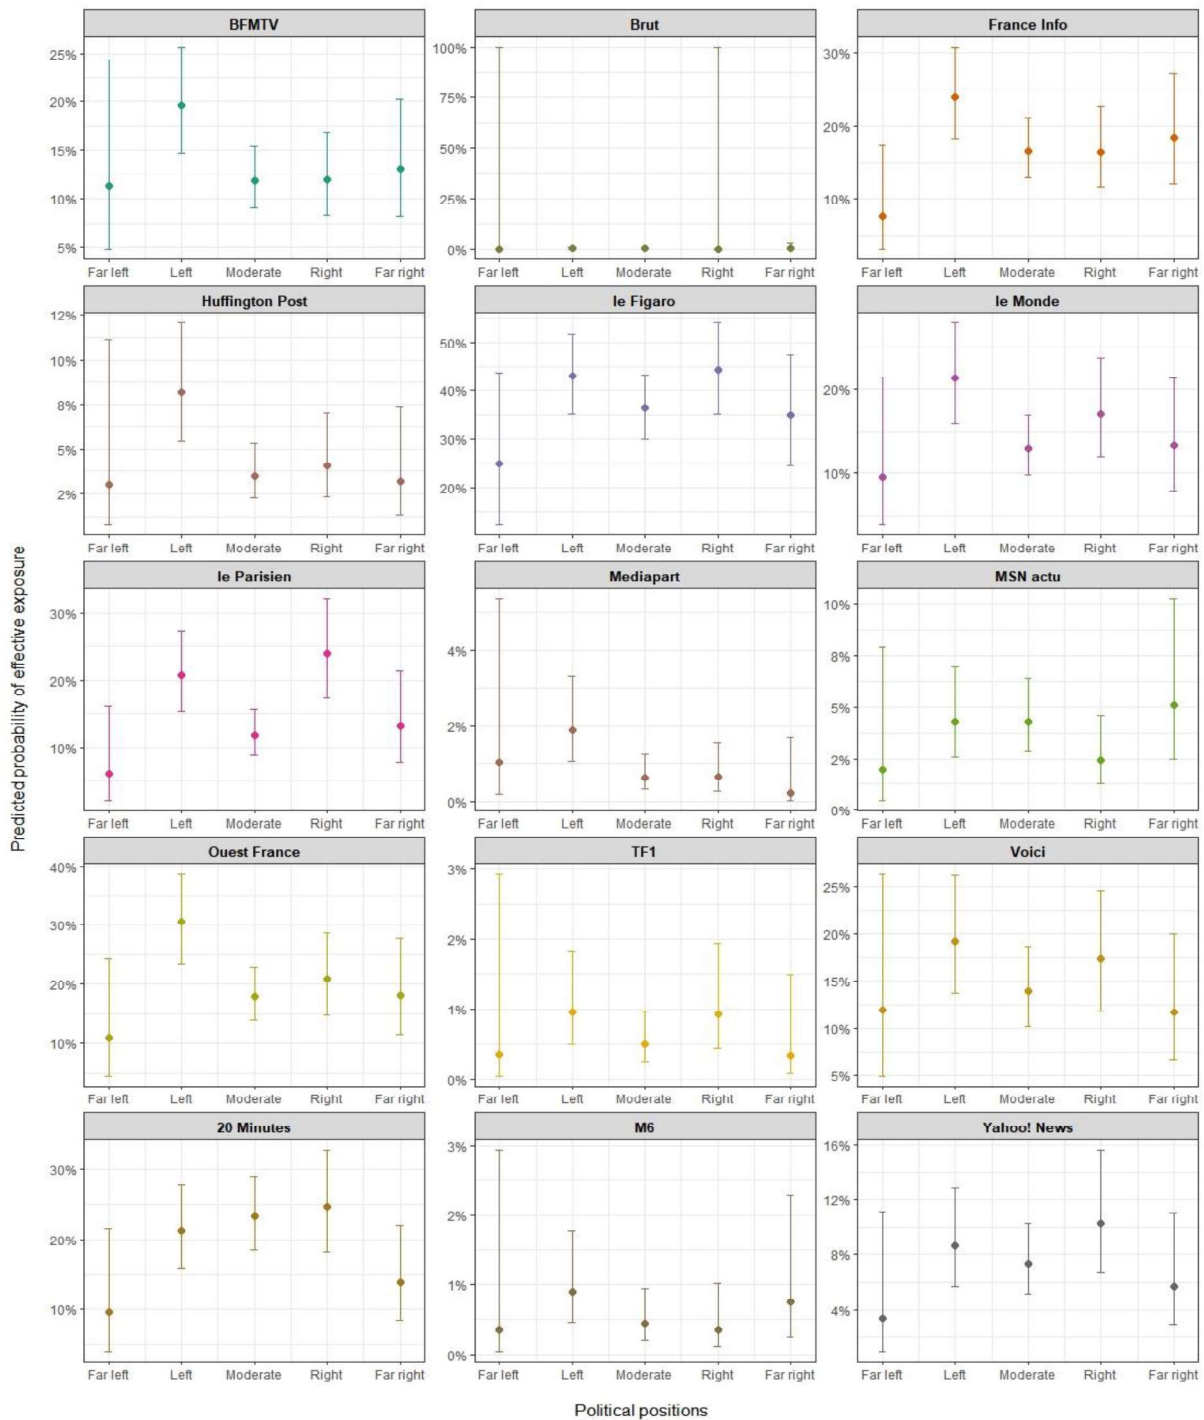 BFMTV
Brut
France Info
25%
20%
15%
10%
5%
100%
75%
50%
25%
0%
30%
20%
10%
Far left Left Moderate Right Far right
Far left Left Moderate Right Far right
Far left Left Moderate Right Far right
Huffington Post
le Figaro
le Monde
12%
10%
8%
5%
2%
50%
40%
30%
20%
20%
10%
Far left Left Moderate Right Far right
Far left Left Moderate Right Far right
Far left Left Moderate Right Far right
Predicted probability of effective exposure
le Parisien
Mediapart
MSN actu
30%
20%
10%
4%
2%
0%
10%
8%
5%
2%
0%
Far left Left Moderate Right Far right
Far left Left Moderate Right Far right
Far left Left Moderate Right Far right
Ouest France
TF1
Voici
40%
30%
20%
10%
3%
2%
1%
0%
25%
20%
15%
10%
5%
Far left Left Moderate Right Far right
Far left Left Moderate Right Far right
Far left Left Moderate Right Far right
20 Minutes
M6
Yahoo! News
30%
20%
10%
3%
2%
1%
0%
16%
12%
8%
4%
Far left Left Moderate Right Far right
Far left Left Moderate Right Far right
Far left Left Moderate Right Far right
Political positions